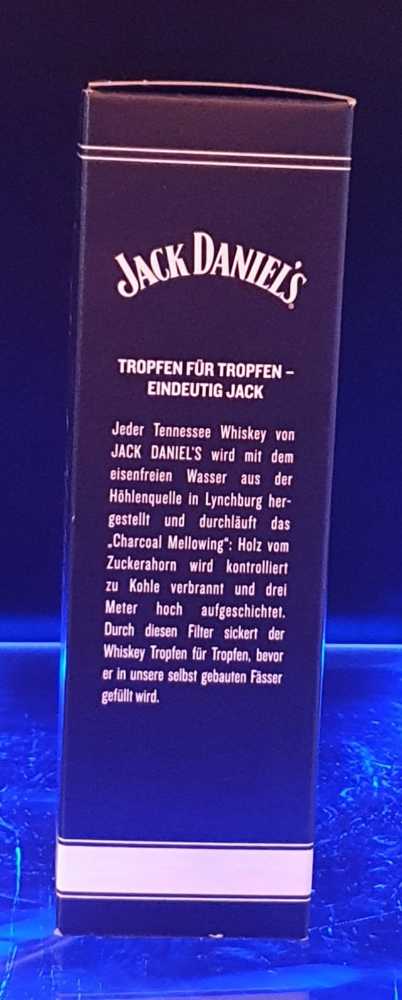 JACK DANIEL'S
TROPFEN FÜR TROPFEN –
EINDEUTIG JACK
Jeder Tennessee Whiskey von
JACK DANIEL'S wird mit dem
eisenfreien Wasser aus der
Höhlenquelle in Lynchburg her-
gestellt und durchläuft das
„Charcoal Mellowing“: Holz vom
Zuckerahorn wird kontrolliert
zu Kohle verbrannt und drei
Meter hoch aufgeschichtet.
Durch diesen Filter sickert der
Whiskey Tropfen für Tropfen, bevor
er in unsere selbst gebauten Fässer
gefüllt wird.